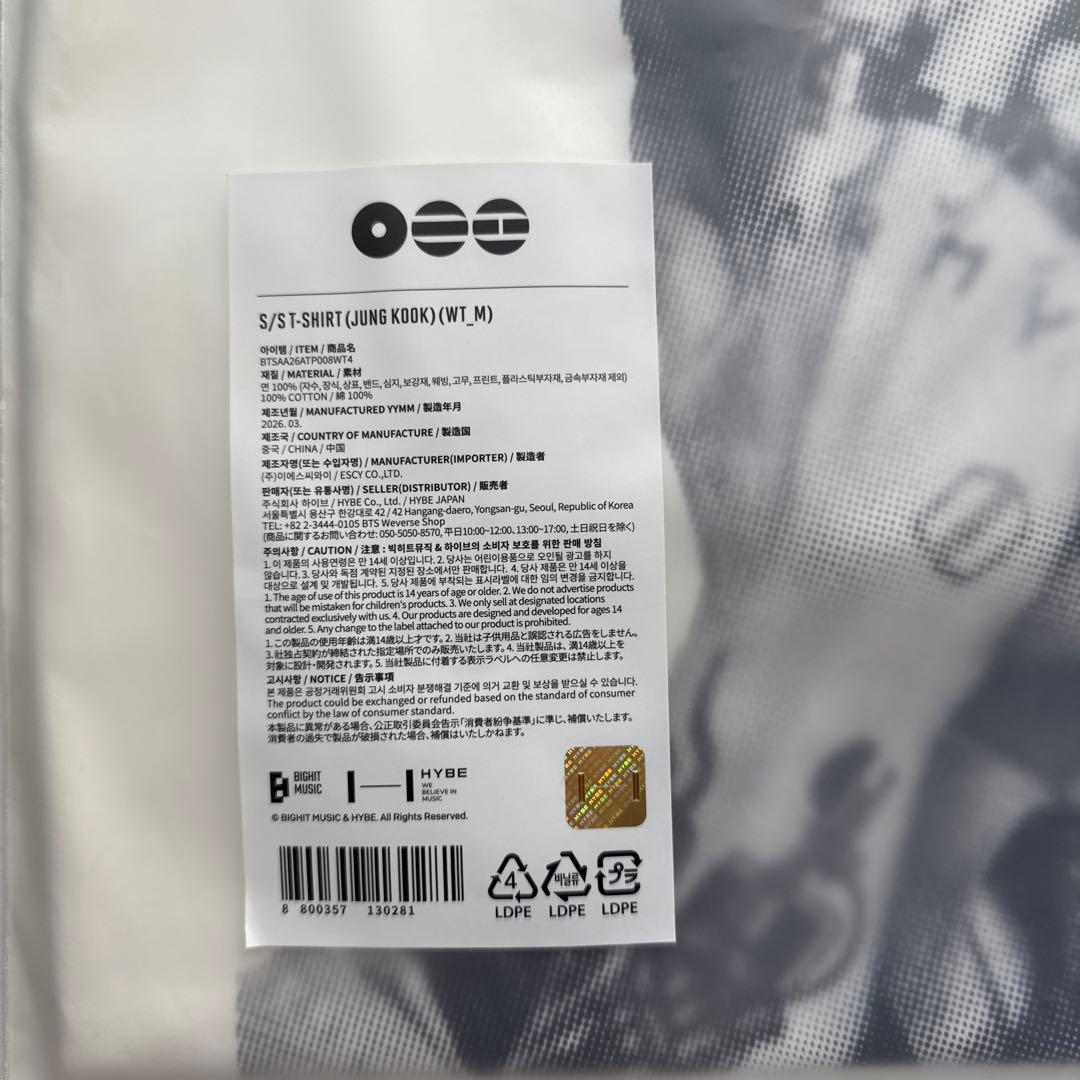 S/S T-SHIRT (JUNG KOOK) (WT_M)
아이템 / ITEM / 商品名
BTSAA26ATP008WT4
재질 / MATERIAL / 素材
면 100% (자수, 장식, 상표, 밴드, 심지, 보강재, 웨빙, 고무, 프린트, 플라스틱부자재, 금속부자재 제외)
100% COTTON / 綿 100%
제조년월 / MANUFACTURED YYMM / 製造年月
2026. 03.
제조국 / COUNTRY OF MANUFACTURE / 製造国
중국 / CHINA / 中国
제조자명(또는 수입자명) / MANUFACTURER(IMPORTER) / 製造者
(주)이에스씨와이 / ESCY CO.,LTD.
판매자(또는 유통사명) / SELLER(DISTRIBUTOR) / 販売者
주식회사 하이브 / HYBE Co., Ltd. / HYBE JAPAN
서울특별시 용산구 한강대로 42 / 42 Hangang-daero, Yongsan-gu, Seoul, Republic of Korea
TEL: +82 2-3444-0105 BTS Weverse Shop
(商品に関するお問い合わせ: 050-5050-8570, 平日10:00~12:00、13:00~17:00, 土日祝日を除く)
주의사항 / CAUTION / 注意 : 빅히트뮤직 & 하이브의 소비자 보호를 위한 판매 방침
1. 이 제품의 사용연령은 만 14세 이상입니다. 2. 당사는 어린이용품으로 오인될 광고를 하지
않습니다. 3. 당사와 독점 계약된 지정된 장소에서만 판매합니다. 4. 당사 제품은 만 14세 이상을
대상으로 설계 및 개발됩니다. 5. 당사 제품에 부착되는 표시라벨에 대한 임의 변경을 금지합니다.
1. The age of use of this product is 14 years of age or older. 2. We do not advertise products
that will be mistaken for children's products. 3. We only sell at designated locations
contracted exclusively with us. 4. Our products are designed and developed for ages 14
and older. 5. Any change to the label attached to our product is prohibited.
1. この製品の使用年齢は満14歳以上才です。2. 当社は子供用品と誤認される広告をしません。
3. 社独占契約が締結された指定場所でのみ販売いたします。4. 当社製品は、満14歳以上を
対象に設計・開発されます。5. 当社製品に付着する表示ラベルへの任意変更は禁止します。
고시사항 / NOTICE / 告示事項
본 제품은 공정거래위원회 고시 소비자 분쟁해결 기준에 의거 교환 및 보상을 받으실 수 있습니다.
The product could be exchanged or refunded based on the standard of consumer
conflict by the law of consumer standard.
本製品に異常がある場合、公正取引委員会告示「消費者紛争基準」に準じ、補償いたします。
消費者の過失で製品が破損された場合、補償はいたしかねます。
BIGHIT
MUSIC
HYBE
WE
BELIEVE IN
MUSIC
© BIGHIT MUSIC & HYBE. All Rights Reserved.
8 800357 130281
4 비닐류 プラ
LDPE LDPE LDPE